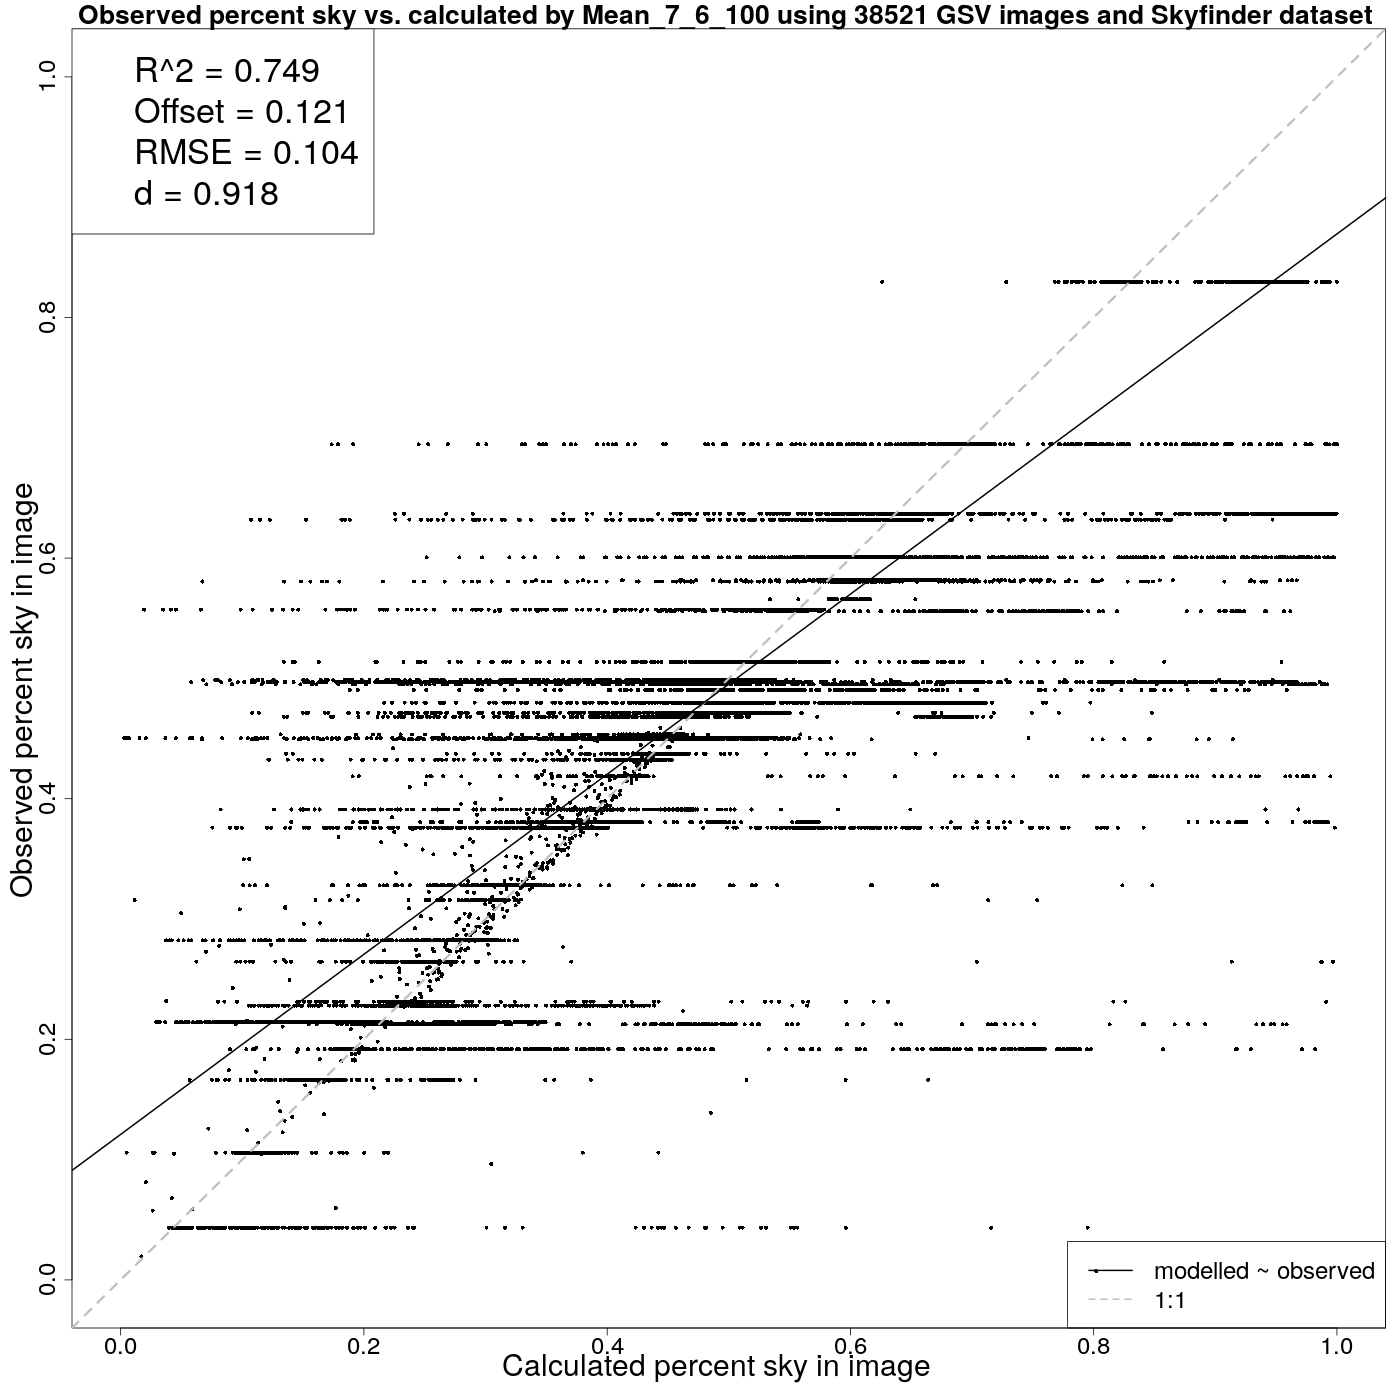 Observed percent sky vs. calculated by Mean_7_6_100 using 38521 GSV images and Skyfinder dataset
R^2 = 0.749
Offset = 0.121
RMSE = 0.104
d = 0.918
Observed percent sky in image
1.0
0.8
0.6
0.4
0.2
0.0
modelled ~ observed
1:1
0.0 0.2 0.4 0.6 0.8 1.0
Calculated percent sky in image